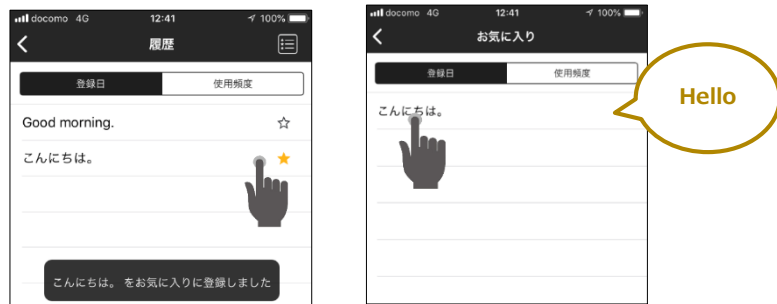 docomo 4G 12:41 100%
履歴
登録日 使用頻度
Good morning.
こんにちは。
こんにちは。 をお気に入りに登録しました
docomo 4G 12:41 100%
お気に入り
登録日 使用頻度
こんにちは。
Hello